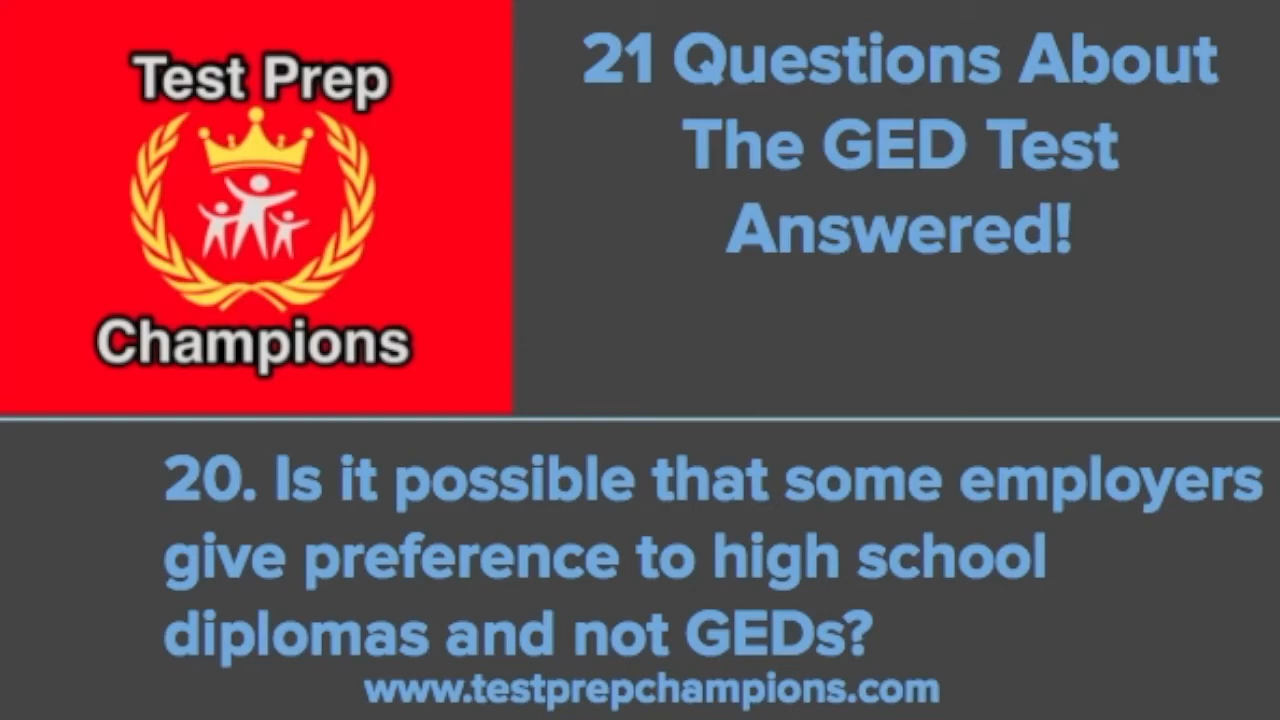 Test Prep
Champions
21 Questions About
The GED Test
Answered!
20. Is it possible that some employers
give preference to high school
diplomas and not GEDs?
www.testprepchampions.com